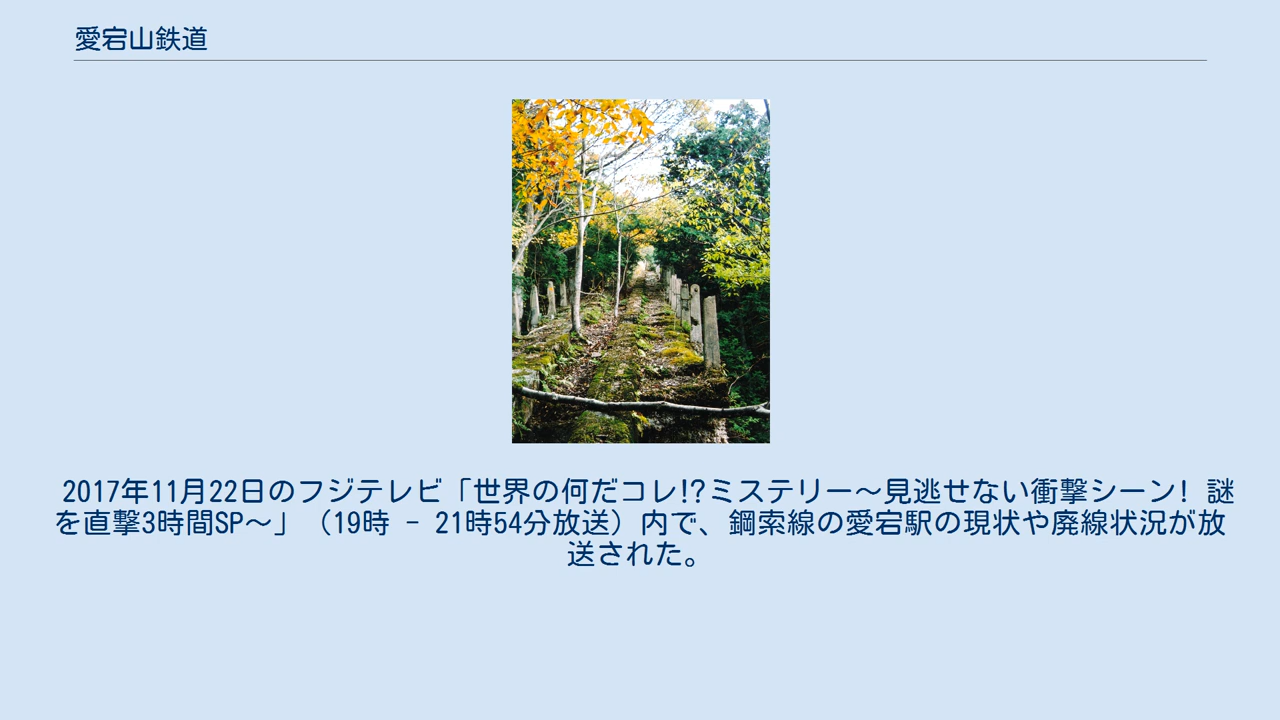 愛宕山鉄道
2017年11月22日のフジテレビ「世界の何だコレ!?ミステリー～見逃せない衝撃シーン! 謎
を直撃3時間SP～」（19時 - 21時54分放送）内で、鋼索線の愛宕駅の現状や廃線状況が放
送された。